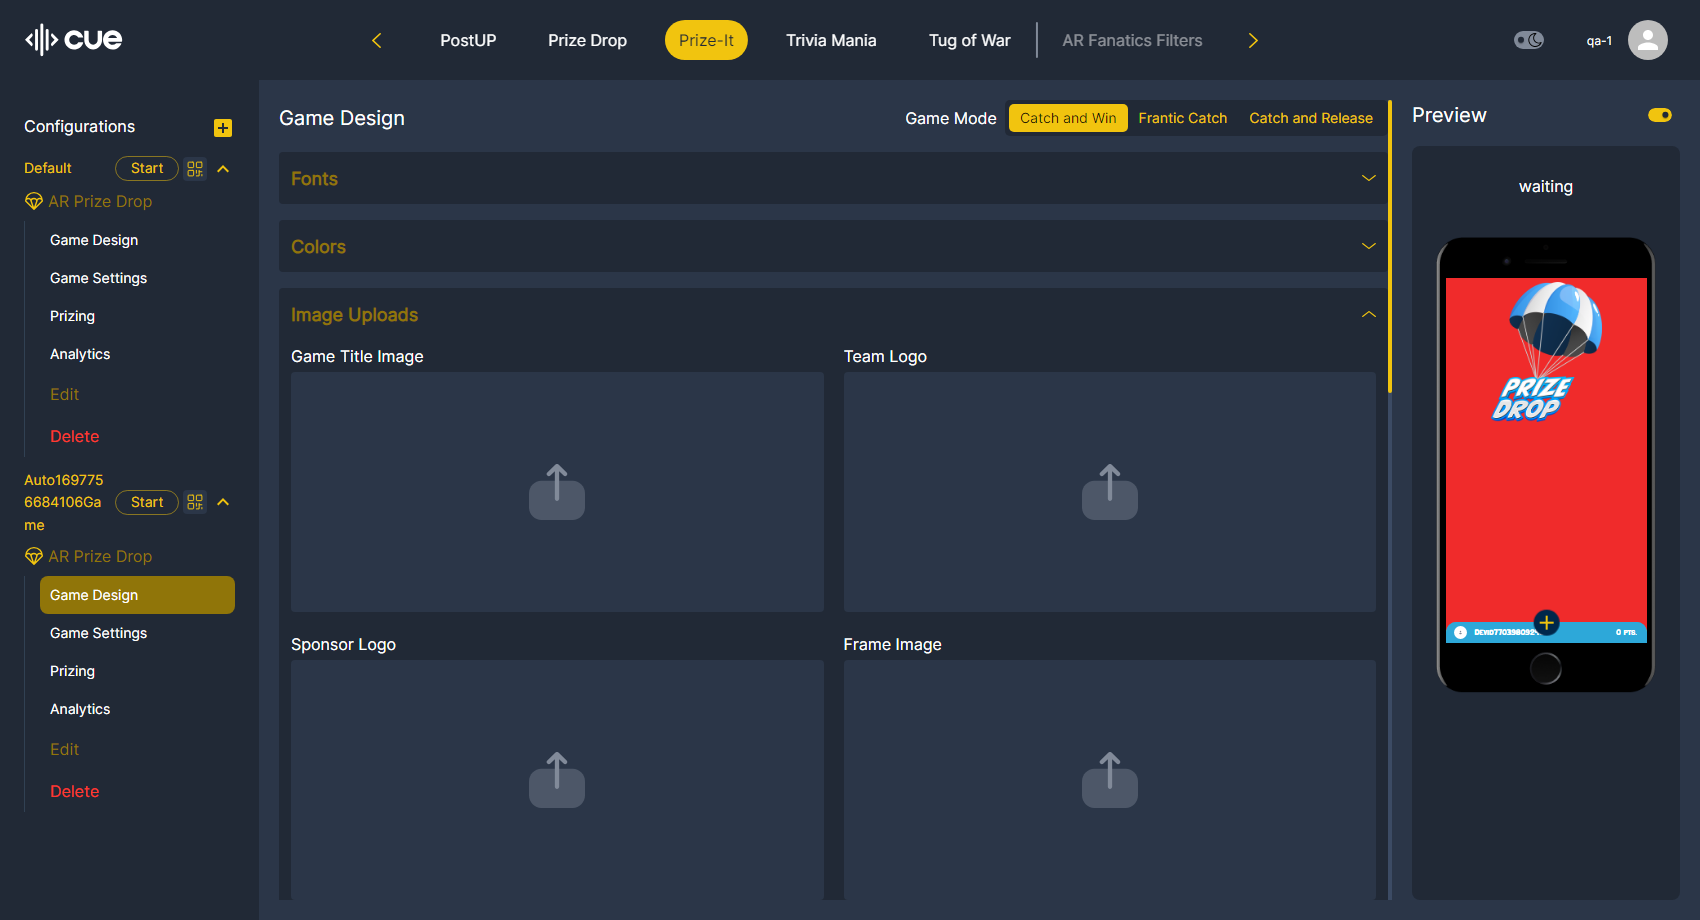 cue
PostUP
Prize Drop
Prize-It
Trivia Mania
Tug of War
AR Fanatics Filters
qa-1
Configurations
Default
Start
AR Prize Drop
Game Design
Game Settings
Prizing
Analytics
Edit
Delete
Auto169775
6684106Ga
me
Start
AR Prize Drop
Game Design
Game Settings
Prizing
Analytics
Edit
Delete
Game Design
Game Mode
Catch and Win
Frantic Catch
Catch and Release
Fonts
Colors
Image Uploads
Game Title Image
Team Logo
Sponsor Logo
Frame Image
Preview
waiting
PRIZE
DROP
0 PTS.